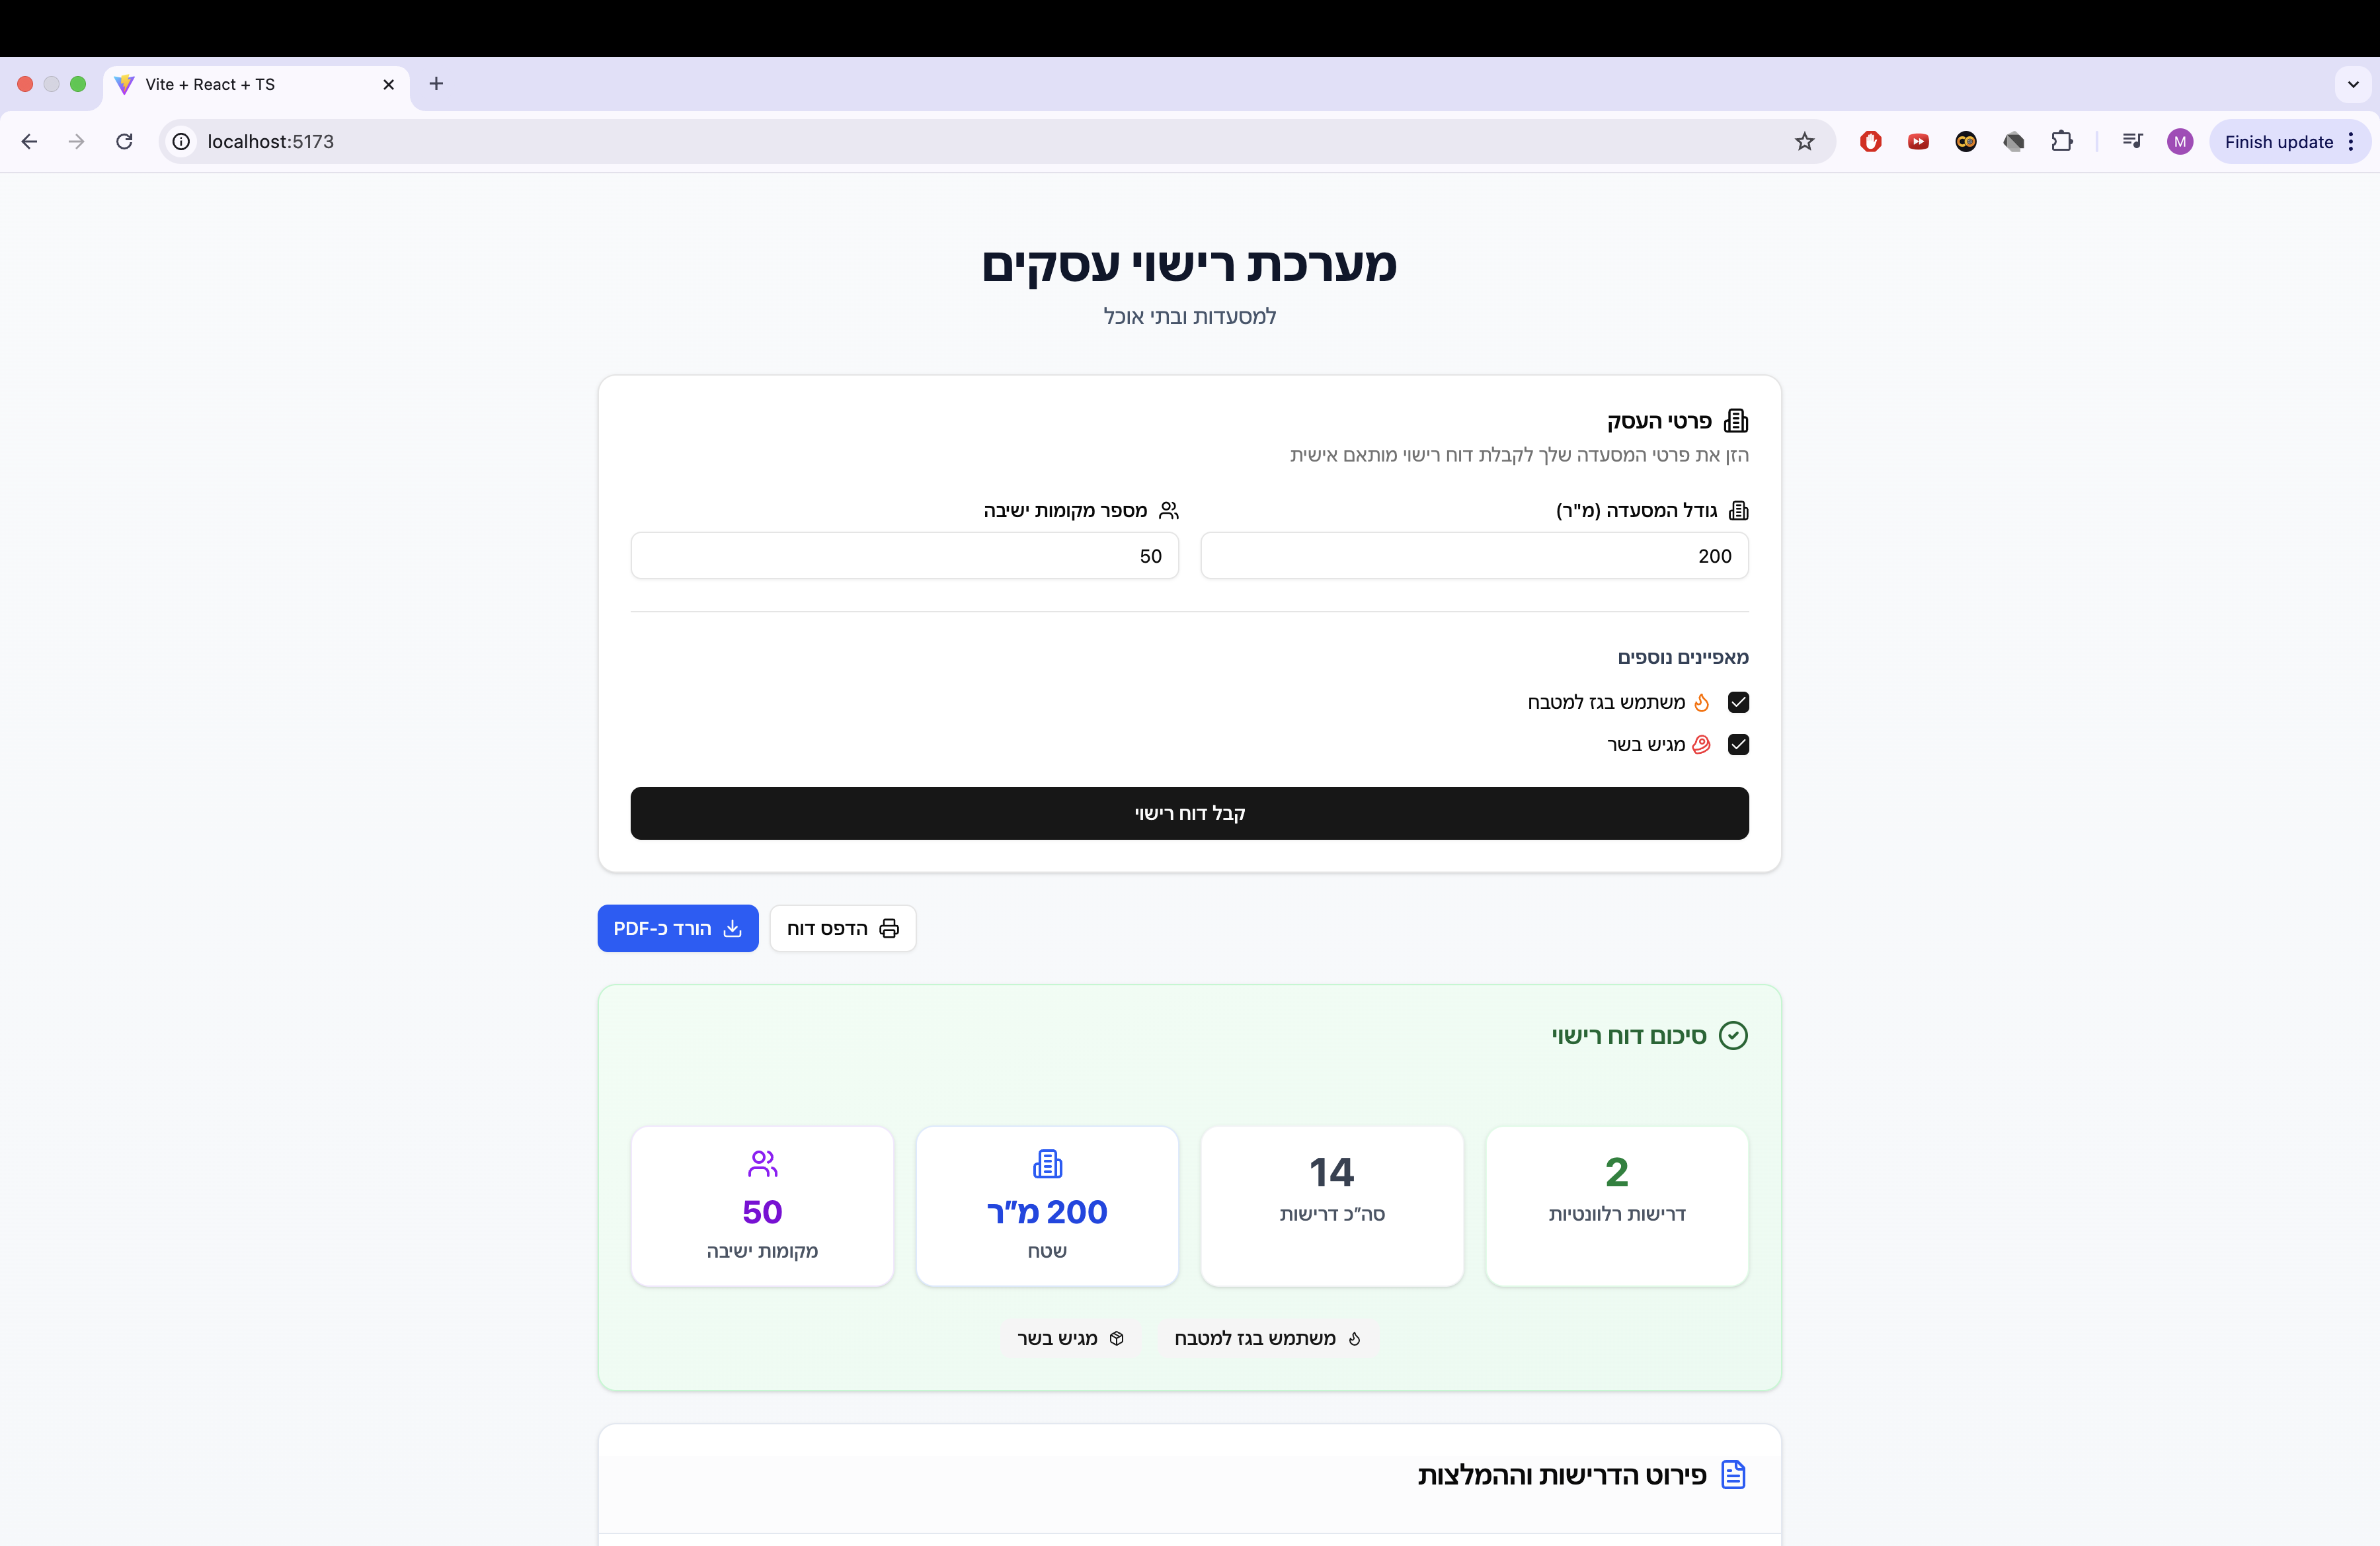 Vite + React + TS
localhost:5173
M
Finish update
מערכת רישוי עסקים
למסעדות ובתי אוכל
פרטי העסק
הזן את פרטי המסעדה שלך לקבלת דוח רישוי מותאם אישית
גודל המסעדה (מ"ר)
מספר מקומות ישיבה
200
50
מאפיינים נוספים
משתמש בגז למטבח
מגיש בשר
קבל דוח רישוי
הדפס דוח
הורד כ-PDF
סיכום דוח רישוי
2
דרישות רלוונטיות
14
סה״כ דרישות
200 מ״ר
שטח
50
מקומות ישיבה
משתמש בגז למטבח
מגיש בשר
פירוט הדרישות וההמלצות